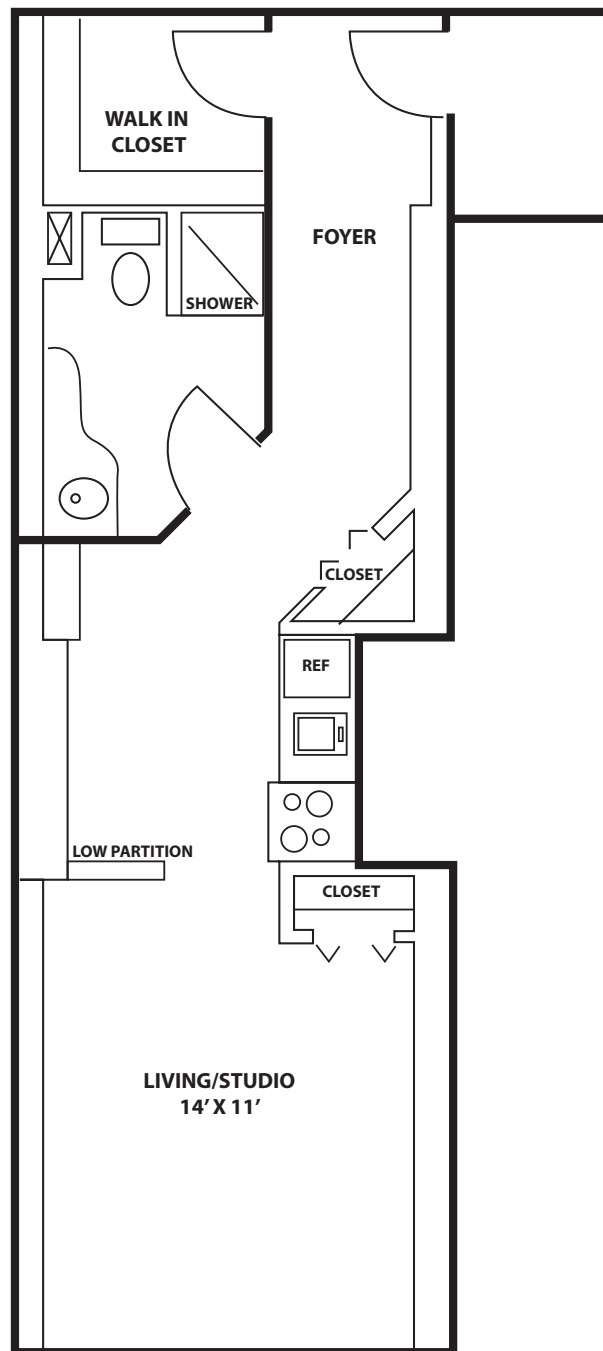 WALK IN
CLOSET
FOYER
SHOWER
CLOSET
REF
LOW PARTITION
CLOSET
LIVING/STUDIO
14’ X 11’